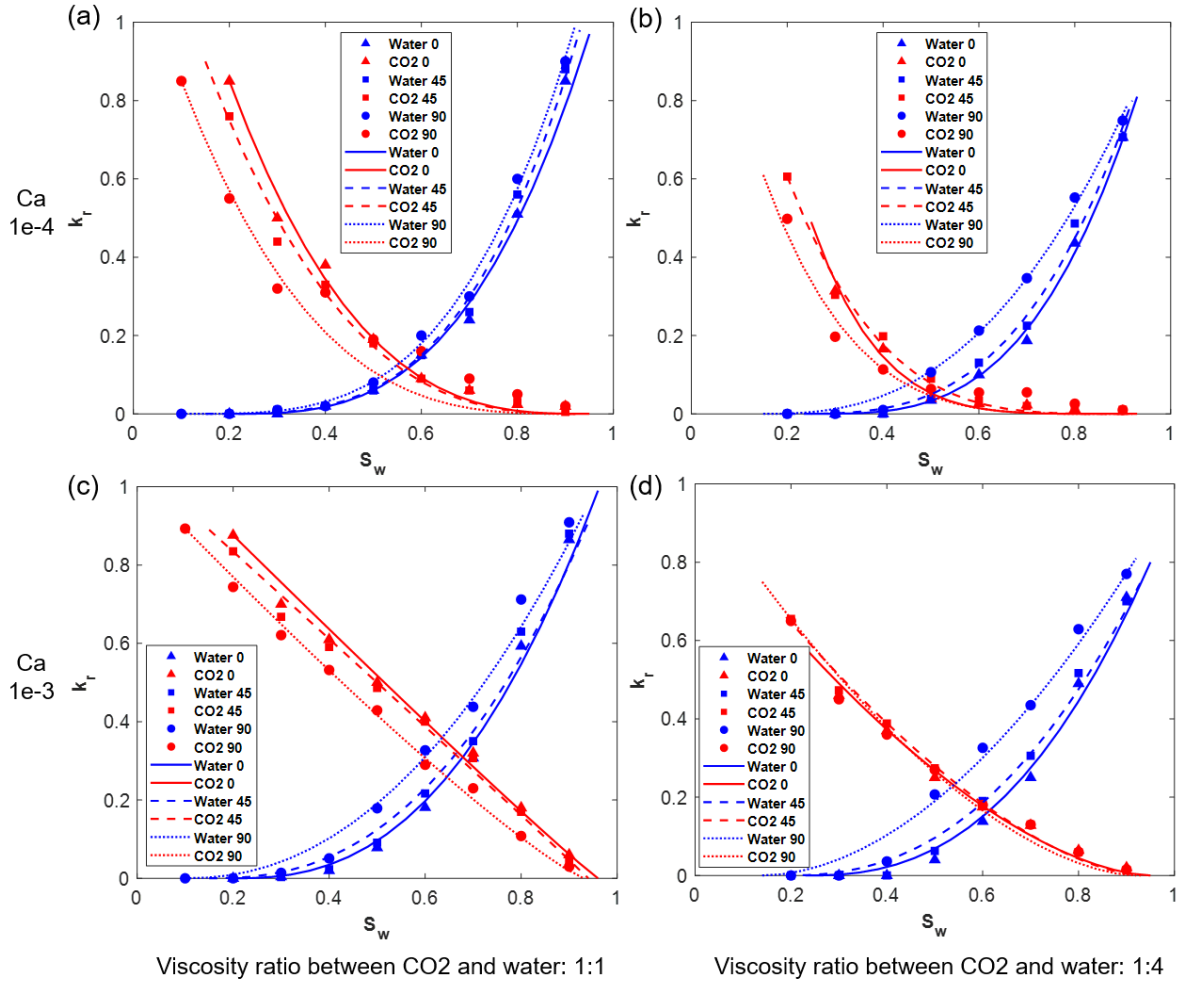 (a)
1
0.8
0.6
0.4
0.2
0
0
0.2
0.4
0.6
0.8
1
k_r
S_w
Water 0
CO2 0
Water 45
CO2 45
Water 90
CO2 90
Water 0
CO2 0
Water 45
CO2 45
Water 90
CO2 90
(b)
1
0.8
0.6
0.4
0.2
0
0
0.2
0.4
0.6
0.8
1
k_r
S_w
Water 0
CO2 0
Water 45
CO2 45
Water 90
CO2 90
Water 0
CO2 0
Water 45
CO2 45
Water 90
CO2 90
Ca
1e-4
(c)
1
0.8
0.6
0.4
0.2
0
0
0.2
0.4
0.6
0.8
1
k_r
S_w
Water 0
CO2 0
Water 45
CO2 45
Water 90
CO2 90
Water 0
CO2 0
Water 45
CO2 45
Water 90
CO2 90
(d)
1
0.8
0.6
0.4
0.2
0
0
0.2
0.4
0.6
0.8
1
k_r
S_w
Water 0
CO2 0
Water 45
CO2 45
Water 90
CO2 90
Water 0
CO2 0
Water 45
CO2 45
Water 90
CO2 90
Ca
1e-3
Viscosity ratio between CO2 and water: 1:1
Viscosity ratio between CO2 and water: 1:4